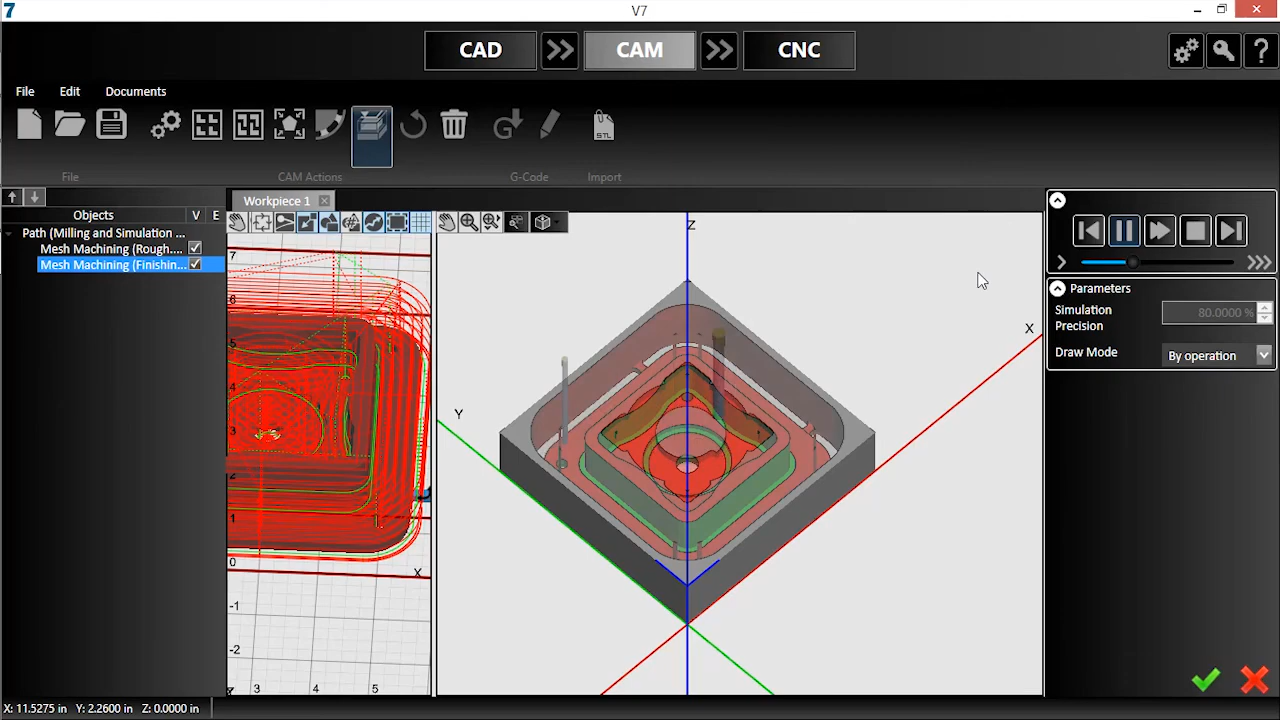 7
V7
CAD
CAM
CNC
?
File
Edit
Documents
STL
G
File
CAM Actions
G-Code
Import
Workpiece 1
Objects
V
E
Path (Milling and Simulation ...
Mesh Machining (Rough....
Mesh Machining (Finishin...
7
6
5
4
3
2
1
0
-1
-2
X
3
4
5
Z
Y
X
Parameters
Simulation
Precision
80.0000 %
Draw Mode
By operation
X: 11.5275 in Y: 2.2600 in Z: 0.0000 in